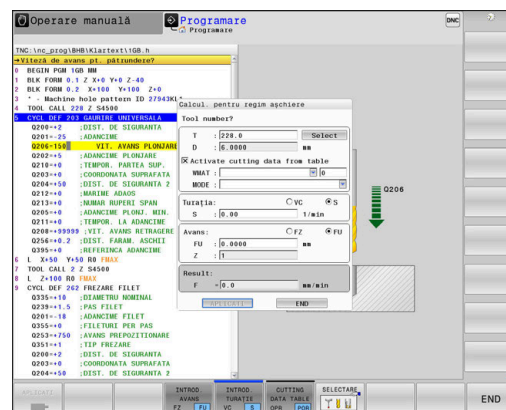 Operare manuală
Programare
Programare
DNC
TNC:\nc_prog\BHB\Klartext\1GB.h
→Viteză de avans pt. pătrundere?
0 BEGIN PGM 1GB MM
1 BLK FORM 0.1 Z X+0 Y+0 Z-40
2 BLK FORM 0.2 X+100 Y+100 Z+0
3 * - Machine hole pattern ID 27943KL
4 TOOL CALL 228 Z S4500
5 CYCL DEF 203 GAURIRE UNIVERSALA
Q200=+2 ;DIST. DE SIGURANTA
Q201=-25 ;ADANCIME
Q206=150 VIT. AVANS PLONJARE
Q202=+5 ;ADANCIME PLONJARE
Q210=+0 ;TEMPOR. PARTEA SUP.
Q203=+0 ;COORDONATA SUPRAFATA
Q204=+50 ;DIST. DE SIGURANTA 2
Q212=+0 ;MARIME ADAOS
Q213=+0 ;NUMAR RUPERI SPAN
Q205=+0 ;ADANCIME PLONJ. MIN.
Q211=+0 ;TEMPOR. LA ADANCIME
Q208=+99999 ;VIT. AVANS RETRAGERE
Q256=+0.2 ;DIST. FARAM. ASCHII
Q395=+0 ;REFERINCA ADANCIME
6 L X+50 Y+50 R0 FMAX
7 TOOL CALL 2 Z S4500
8 L Z+100 R0 FMAX
9 CYCL DEF 262 FREZARE FILET
Q335=+10 ;DIAMETRU NOMINAL
Q239=+1.5 ;PAS FILET
Q201=-18 ;ADANCIME FILET
Q355=+0 ;FILETURI PER PAS
Q253=+750 ;AVANS PREPOZITIONARE
Q351=+1 ;TIP FREZARE
Q200=+2 ;DIST. DE SIGURANTA
Q203=+0 ;COORDONATA SUPRAFATA
Q204=+50 ;DIST. DE SIGURANTA 2
Calcul. pentru regim aşchiere
Tool number?
T : 228.0 Select
D : 6.0000 mm
Activate cutting data from table
WMAT : 0
MODE :
Turaţia: VC S
S : 0.00 1/min
Avans: FZ FU
FU : 0.0000 mm
Z : 1
Result:
F = 0.0 mm/min
APLICAŢI END
Q206
APLICAŢI
INTROD. AVANS FZ FU
INTROD. TURAŢIE VC S
CUTTING DATA TABLE OPR. POR
SELECTARE
END